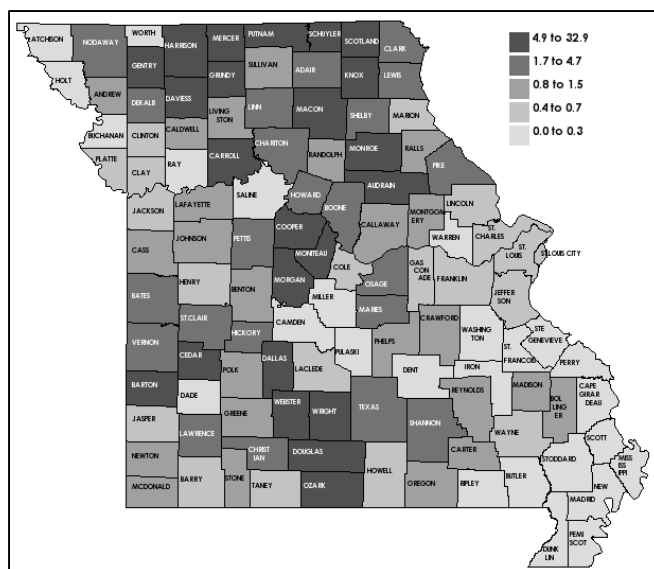 ATCHISON
NODAWAY
WORTH
HARRISON
MERCER
PUTNAM
SCHUYLER
SCOTLAND
CLARK
HOLT
GENTRY
GRUNDY
SULLIVAN
ADAIR
KNOX
LEWIS
ANDREW
DEKALB
DAVIESS
LIVING
STON
LINN
MACON
SHELBY
MARION
BUCHANAN
CLINTON
CALDWELL
CHARITON
RANDOLPH
MONROE
RALLS
PLATTE
CLAY
RAY
CARROLL
PIKE
SALINE
HOWARD
BOONE
AUDRAIN
JACKSON
LAFAYETTE
COOPER
CALLAWAY
MONTGOM
ERY
LINCOLN
WARREN
ST.
CHARLES
ST.
LOUIS
ST.LOUIS CITY
CASS
JOHNSON
PETTIS
MONITEAU
COLE
OSAGE
GAS
CON
ADE
FRANKLIN
JEFFER
SON
BATES
HENRY
BENTON
MORGAN
MILLER
MARIES
ST.CLAIR
HICKORY
CAMDEN
PULASKI
PHELPS
CRAWFORD
WASHING
TON
ST.
FRANCOIS
STE
GENEVIEVE
PERRY
VERNON
CEDAR
POLK
DALLAS
LACLEDE
DENT
IRON
REYNOLDS
MADISON
BOL
LINGE
R
CAPE
GIRAR
DEAU
BARTON
DADE
GREENE
WEBSTER
WRIGHT
TEXAS
SHANNON
WAYNE
SCOTT
JASPER
LAWRENCE
CHRIST
IAN
DOUGLAS
HOWELL
CARTER
STODDARD
MISS
ISS
IPPI
NEWTON
MCDONALD
BARRY
STONE
TANEY
OZARK
OREGON
RIPLEY
BUTLER
NEW
MADRID
DUNK
LIN
PEMI
SCOT
4.9 to 32.9
1.7 to 4.7
0.8 to 1.5
0.4 to 0.7
0.0 to 0.3